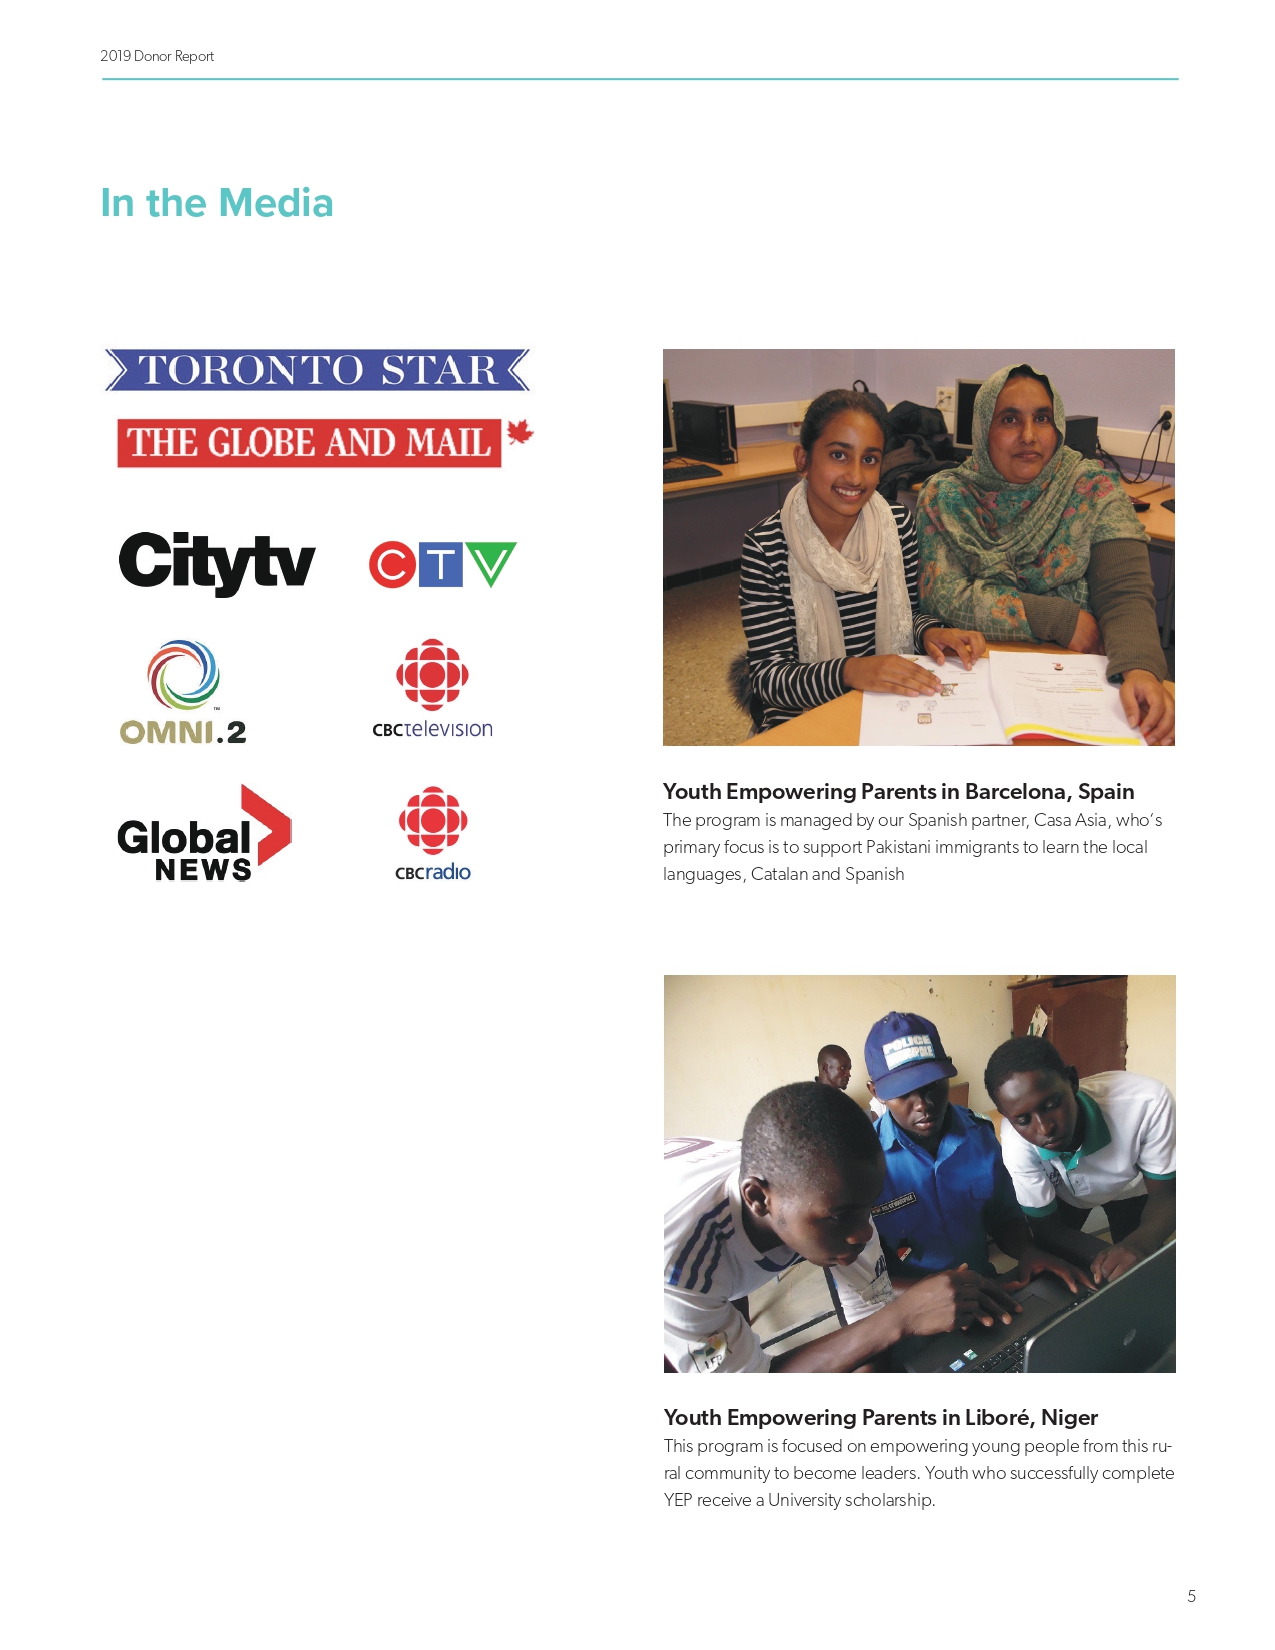 2019 Donor Report
In the Media
TORONTO STAR
THE GLOBE AND MAIL
Citytv
CTV
OMNI.2
™
CBCtelevision
Global
NEWS
CBCradio
Youth Empowering Parents in Barcelona, Spain
The program is managed by our Spanish partner, Casa Asia, who's
primary focus is to support Pakistani immigrants to learn the local
languages, Catalan and Spanish
POLICE
Youth Empowering Parents in Liboré, Niger
This program is focused on empowering young people from this ru-
ral community to become leaders. Youth who successfully complete
YEP receive a University scholarship.
5